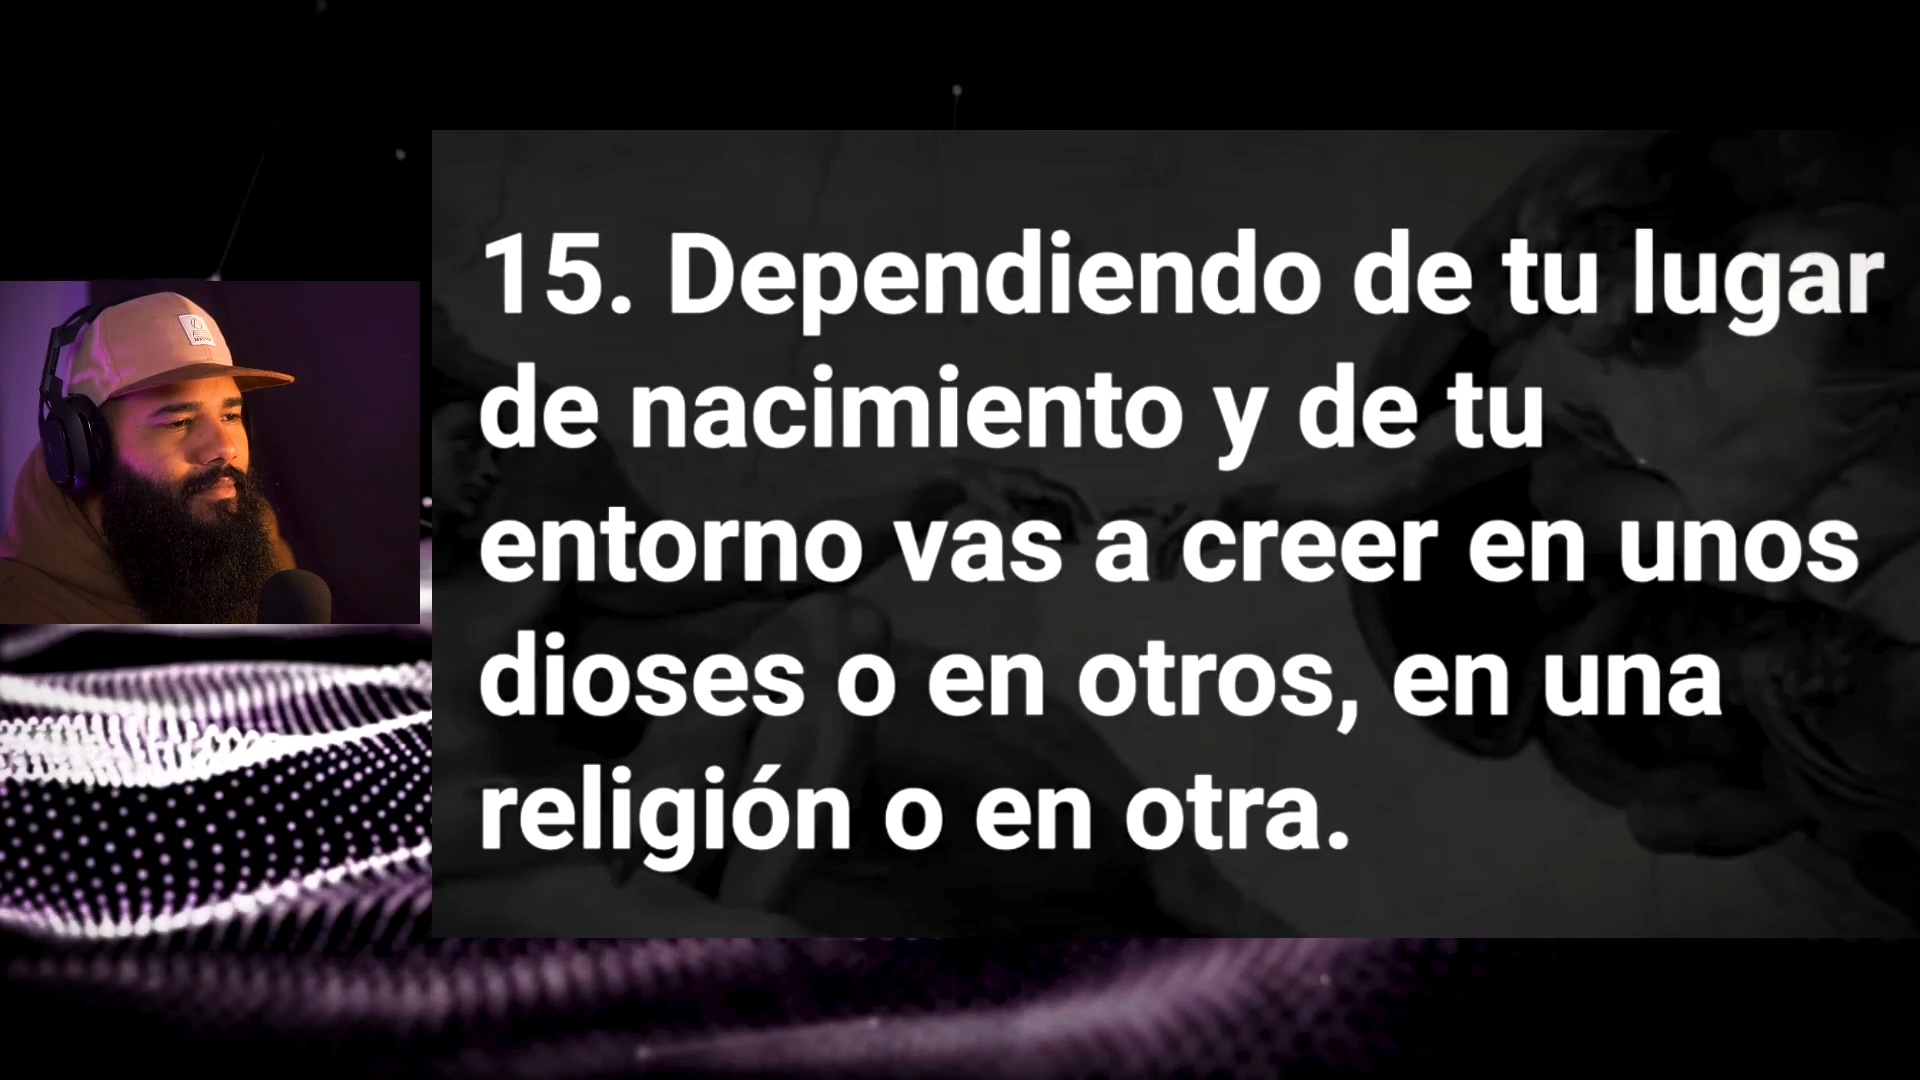 15. Dependiendo de tu lugar
de nacimiento y de tu
entorno vas a creer en unos
dioses o en otros, en una
religión o en otra.